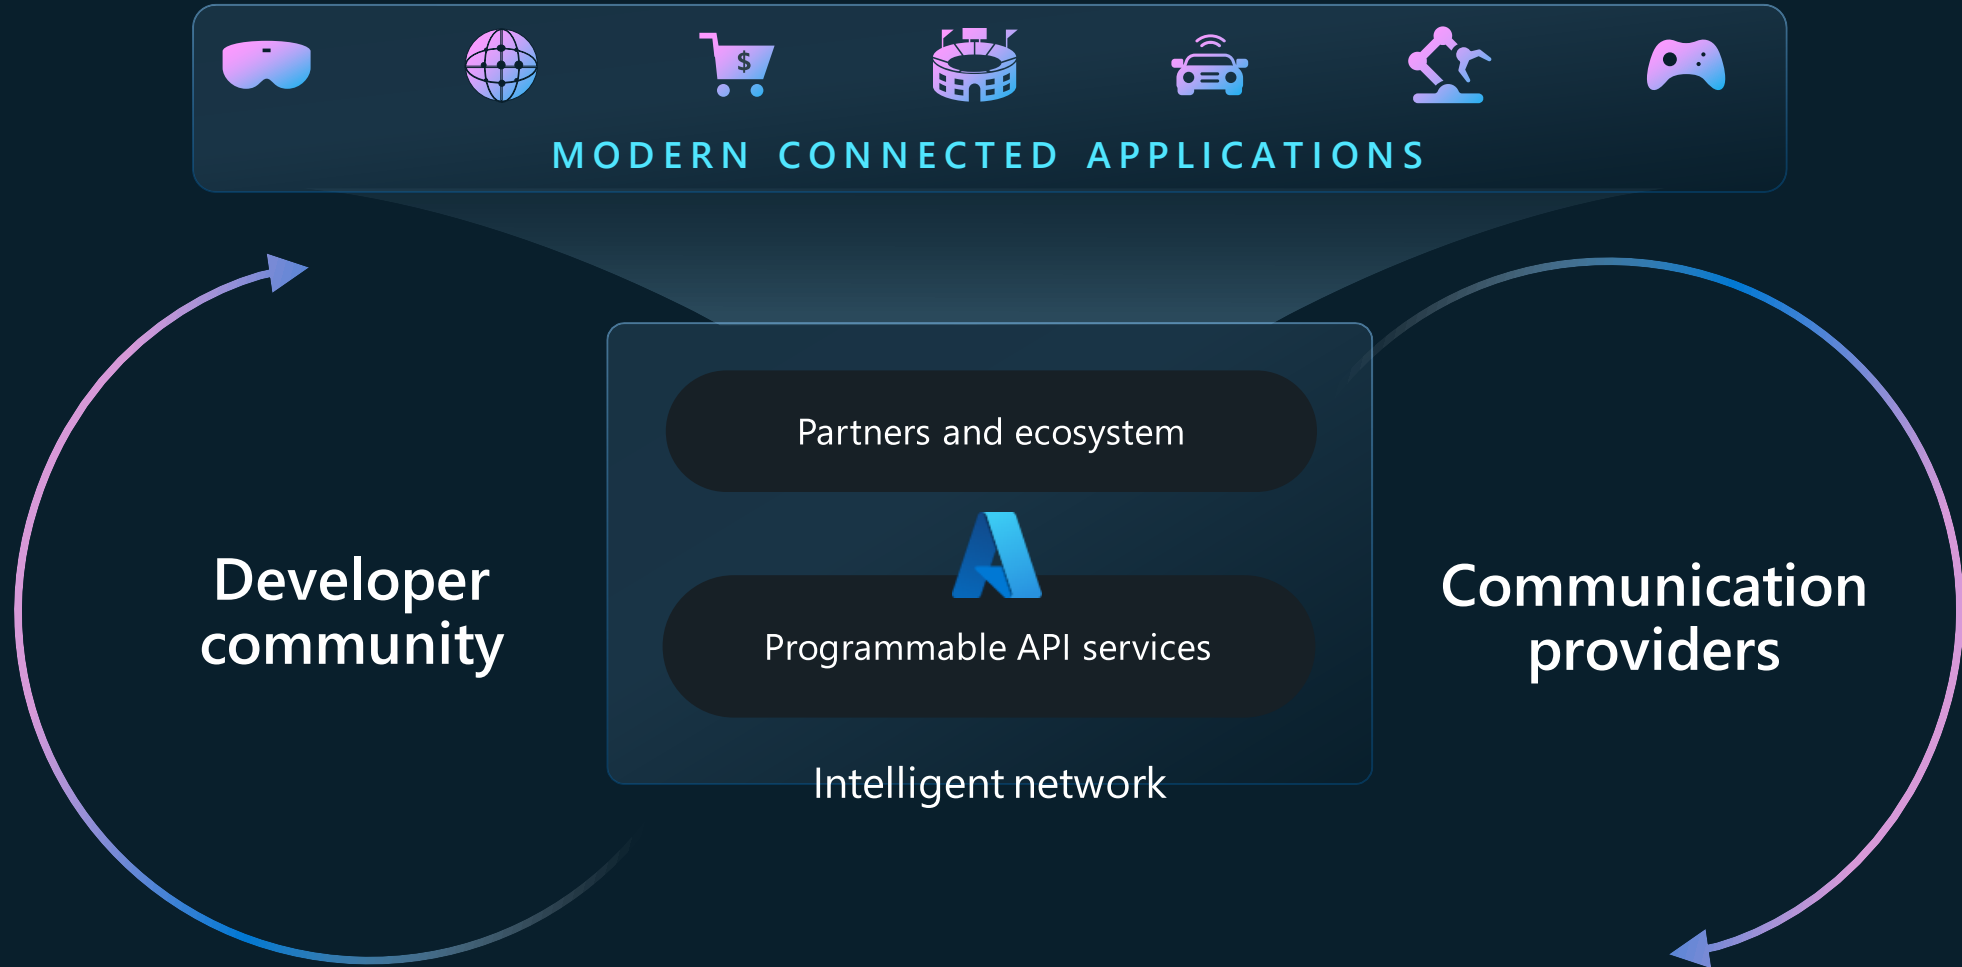 $
MODERN CONNECTED APPLICATIONS
Partners and ecosystem
Developer
community
Programmable API services
Communication
providers
Intelligent network